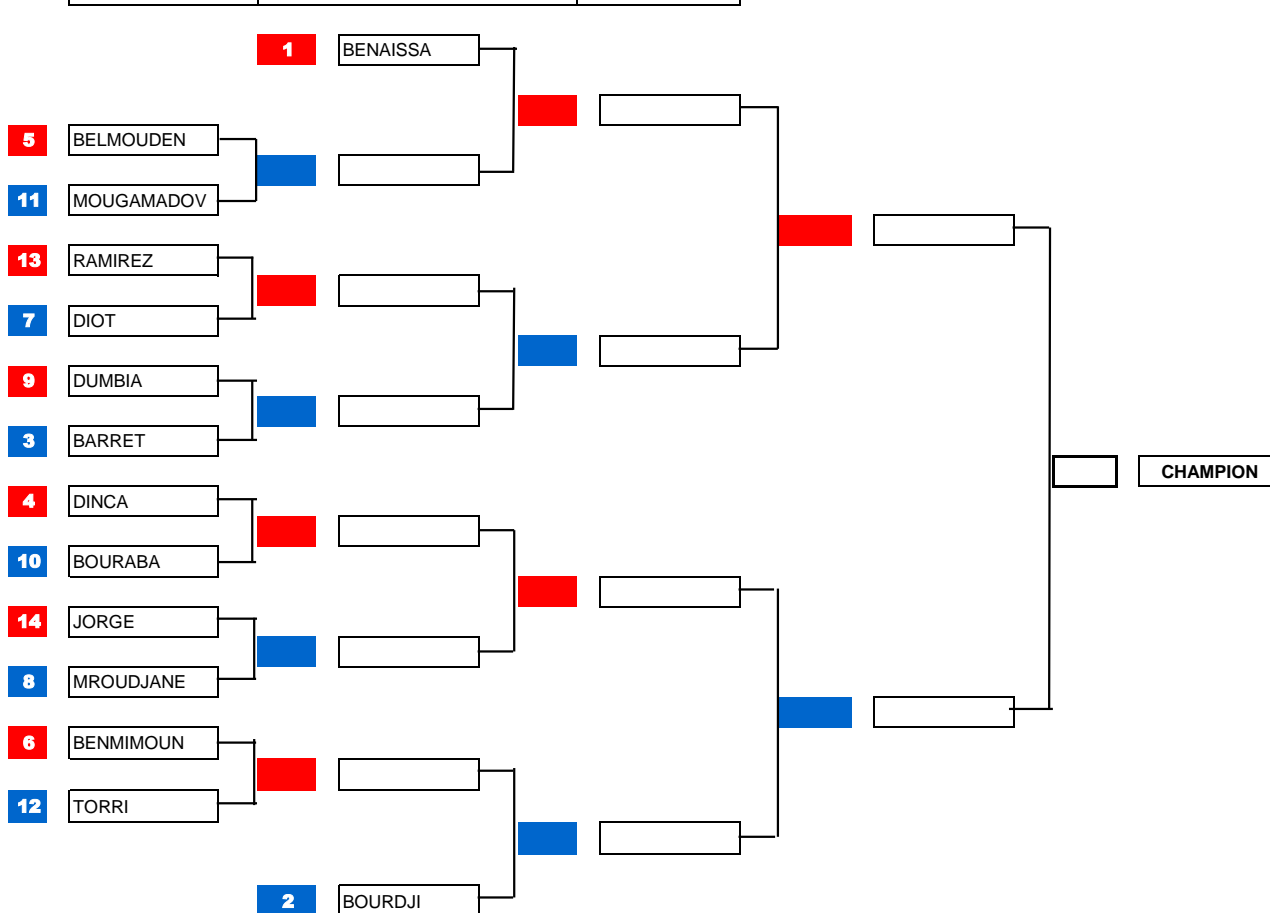 1 BENAISSA
5 BELMOUDEN
11 MOUGAMADOV
13 RAMIREZ
7 DIOT
9 DUMBIA
3 BARRET
CHAMPION
4 DINCA
10 BOURABA
14 JORGE
8 MROUDJANE
6 BENMIMOUN
12 TORRI
2 BOURDJI